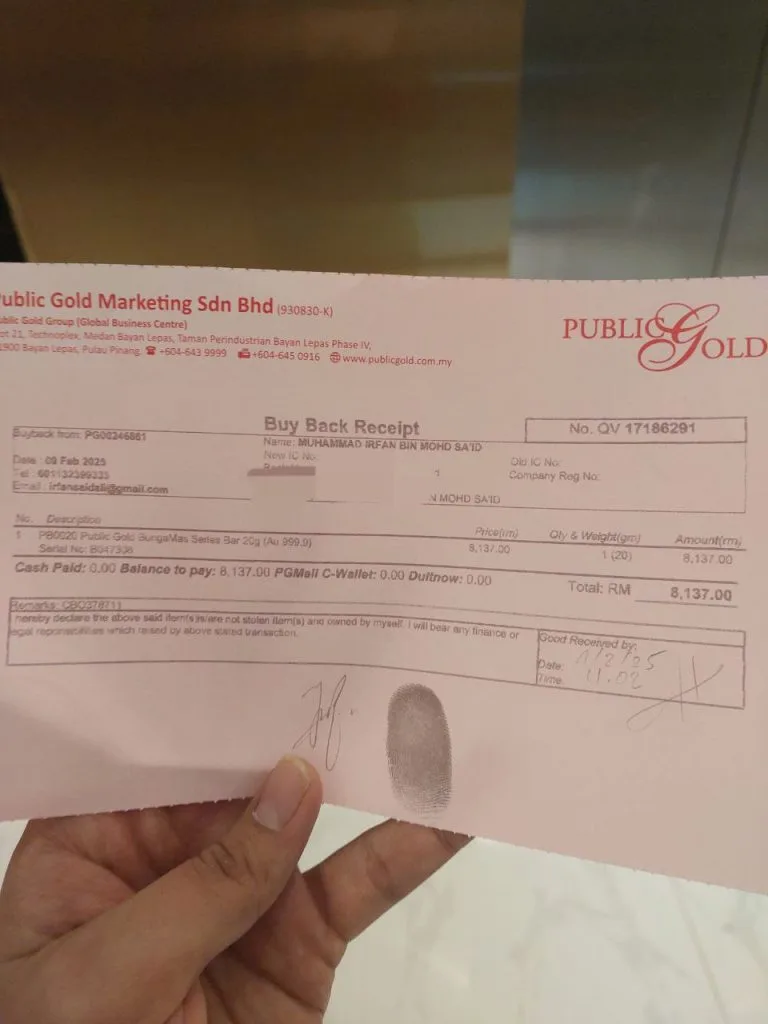 ublic Gold Marketing Sdn Bhd (930830-K)
ublic Gold Group (Global Business Centre)
ot 21, Technoplex, Medan Bayan Lepas, Taman Perindustrian Bayan Lepas Phase IV,
1900 Bayan Lepas, Pulau Pinang. +604-643 9999 +604-645 0916 www.publicgold.com.my
PUBLIC GOLD
Buy Back Receipt
No. QV 17186291
Buyback from: PG00246861
Name: MUHAMMAD IRFAN BIN MOHD SA'ID
New IC No:
Old IC No:
Date : 09 Feb 2025
Company Reg No:
Tel : 601132399333
Email : irfansaidali@gmail.com
N MOHD SA'ID
No. Description Price(rm) Qty & Weight(gm) Amount(rm)
1 PB0020 Public Gold BungaMas Series Bar 20g (Au 999.9) 8,137.00 1 (20) 8,137.00
Serial No: B047306
Cash Paid: 0.00 Balance to pay: 8,137.00 PGMall C-Wallet: 0.00 Duitnow: 0.00
Total: RM 8,137.00
Remarks: CBO378711
hereby declare the above said item(s)is/are not stolen item(s) and owned by myself. I will bear any finance or
legal reponsibilities which raised by above stated transaction.
Good Received by:
Date: /2/25
Time: 11.02